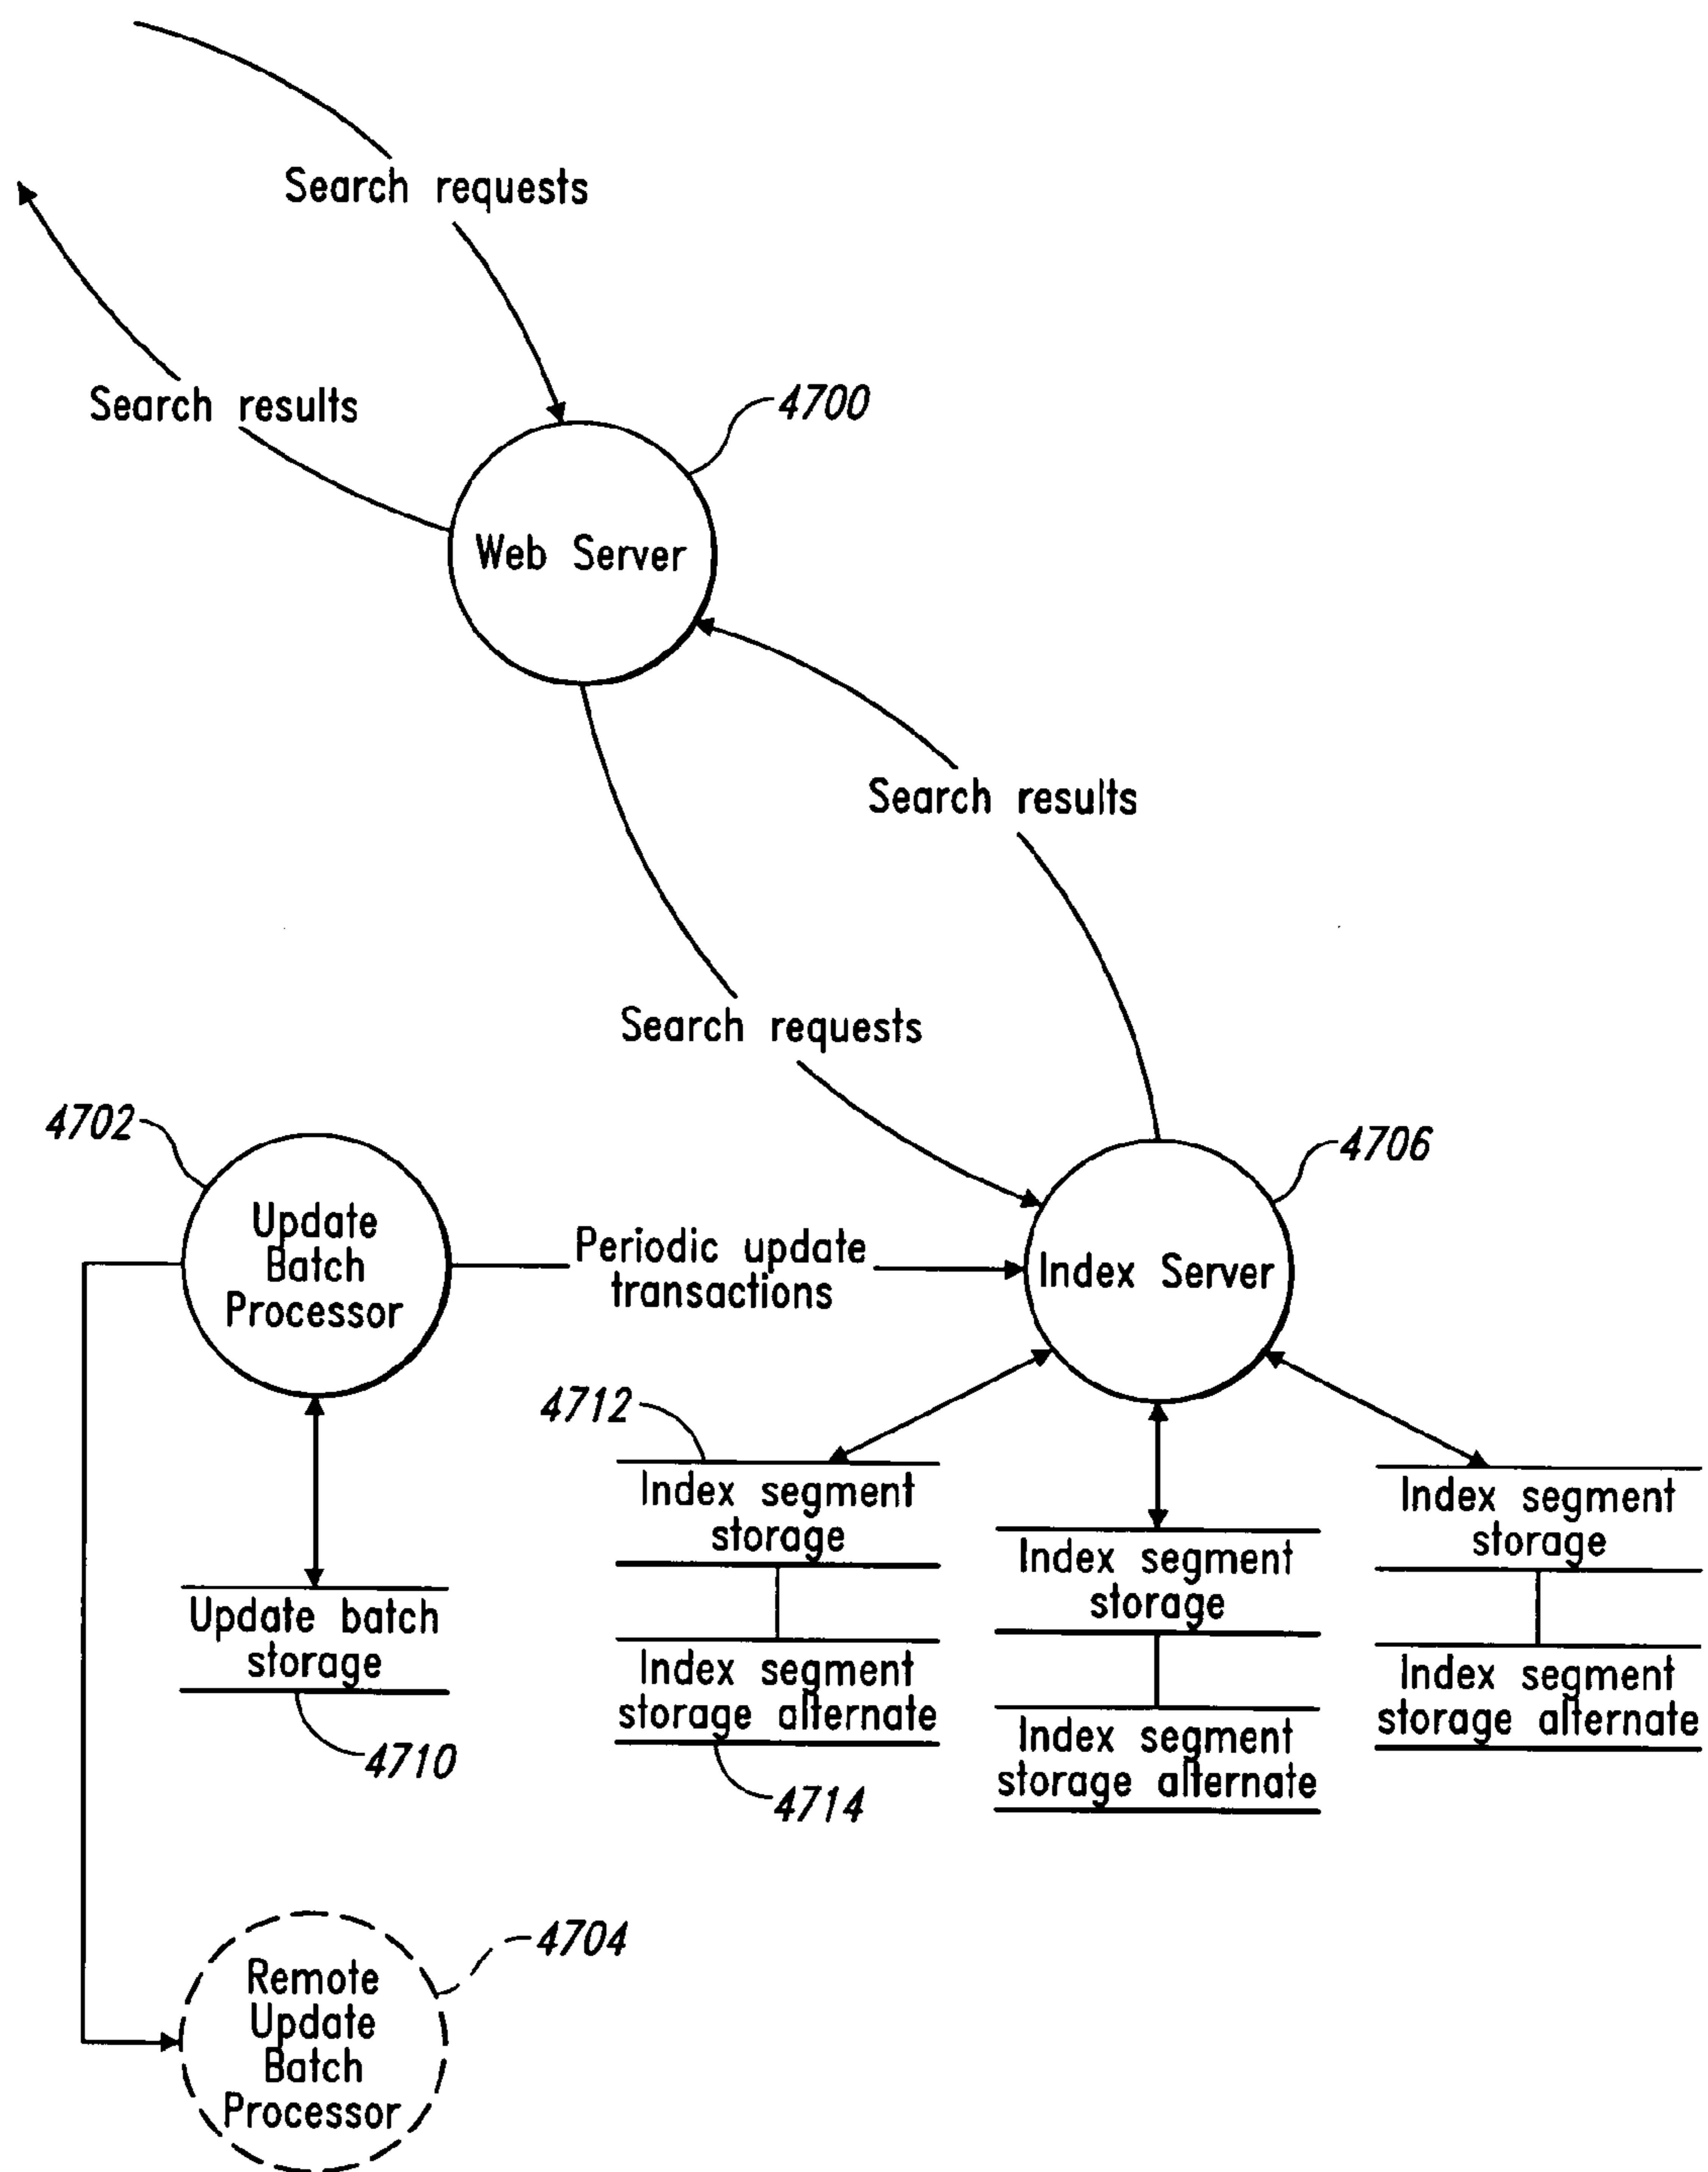 Search requests
Search results
4700
Web Server
Search results
Search requests
4702
4706
Update
Batch
Processor
Periodic update
transactions
Index Server
4712
Index segment
storage
Index segment
storage
Index segment
storage
Update batch
storage
Index segment
storage alternate
Index segment
storage alternate
Index segment
storage alternate
4710
4714
4704
Remote
Update
Batch
Processor